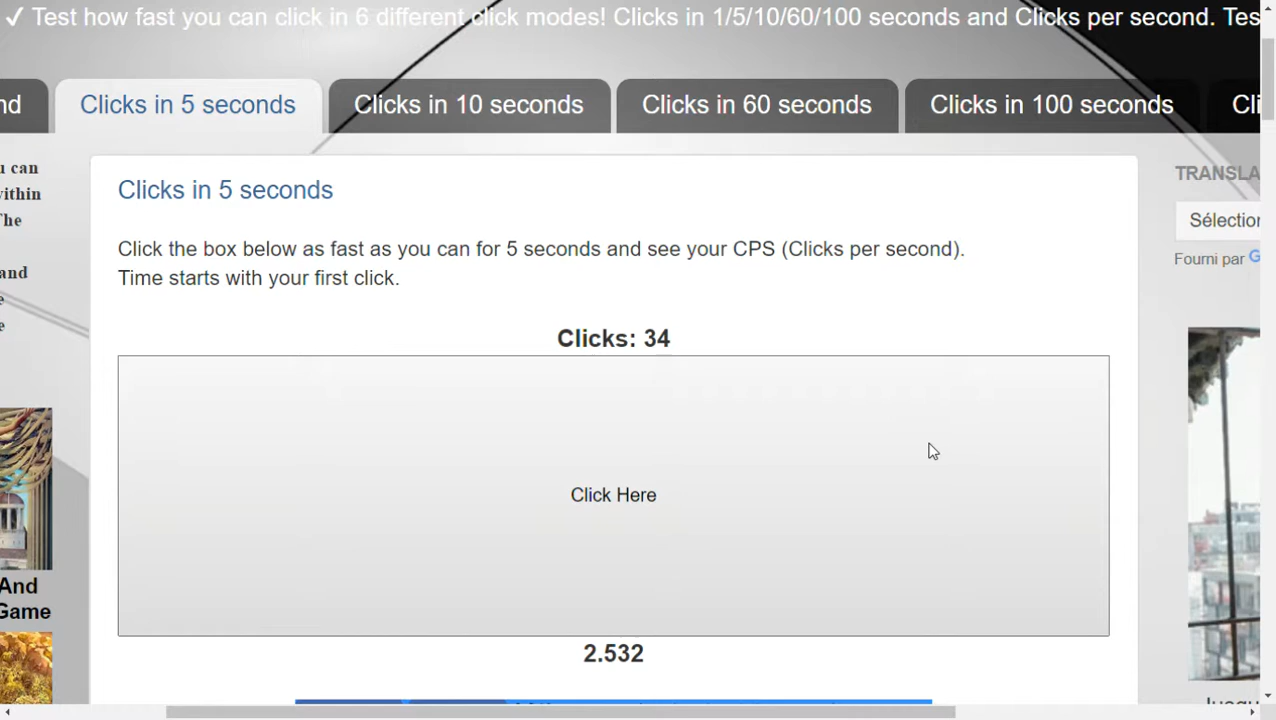 ✓ Test how fast you can click in 6 different click modes! Clicks in 1/5/10/60/100 seconds and Clicks per second. Tes
nd
Clicks in 5 seconds
Clicks in 10 seconds
Clicks in 60 seconds
Clicks in 100 seconds
Cli
u can
within
The
and
e
e
And
Game
Clicks in 5 seconds
Click the box below as fast as you can for 5 seconds and see your CPS (Clicks per second).
Time starts with your first click.
Clicks: 34
Click Here
2.532
TRANSLA
Sélection
Fourni par G